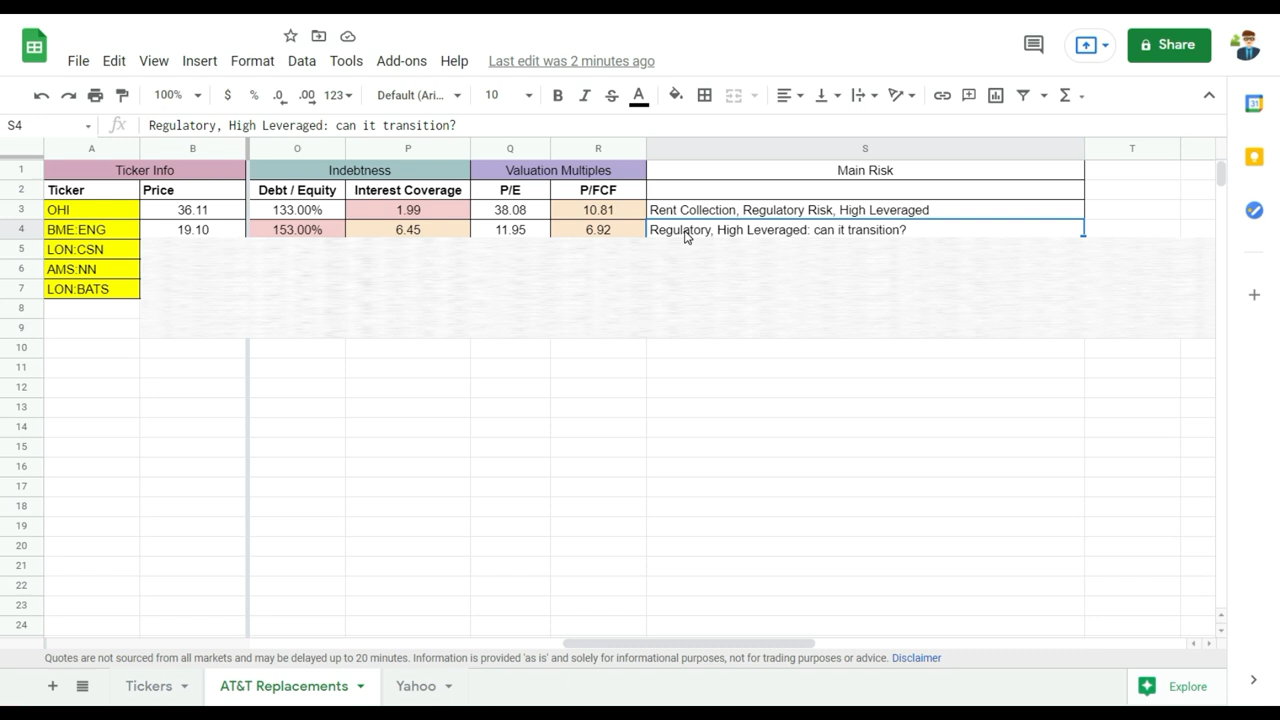 File Edit View Insert Format Data Tools Add-ons Help Last edit was 2 minutes ago Share
100% $ % .0 .00 123 Default (Ari... 10 B I S A
S4 fx Regulatory, High Leveraged: can it transition?
A B O P Q R S T
1 Ticker Info Indebtness Valuation Multiples Main Risk
2 Ticker Price Debt / Equity Interest Coverage P/E P/FCF
3 OHI 36.11 133.00% 1.99 38.08 10.81 Rent Collection, Regulatory Risk, High Leveraged
4 BME:ENG 19.10 153.00% 6.45 11.95 6.92 Regulatory, High Leveraged: can it transition?
5 LON:CSN
6 AMS:NN
7 LON:BATS
8
9
10
11
12
13
14
15
16
17
18
19
20
21
22
23
24
Quotes are not sourced from all markets and may be delayed up to 20 minutes. Information is provided 'as is' and solely for informational purposes, not for trading purposes or advice. Disclaimer
Tickers AT&T Replacements Yahoo Explore
31